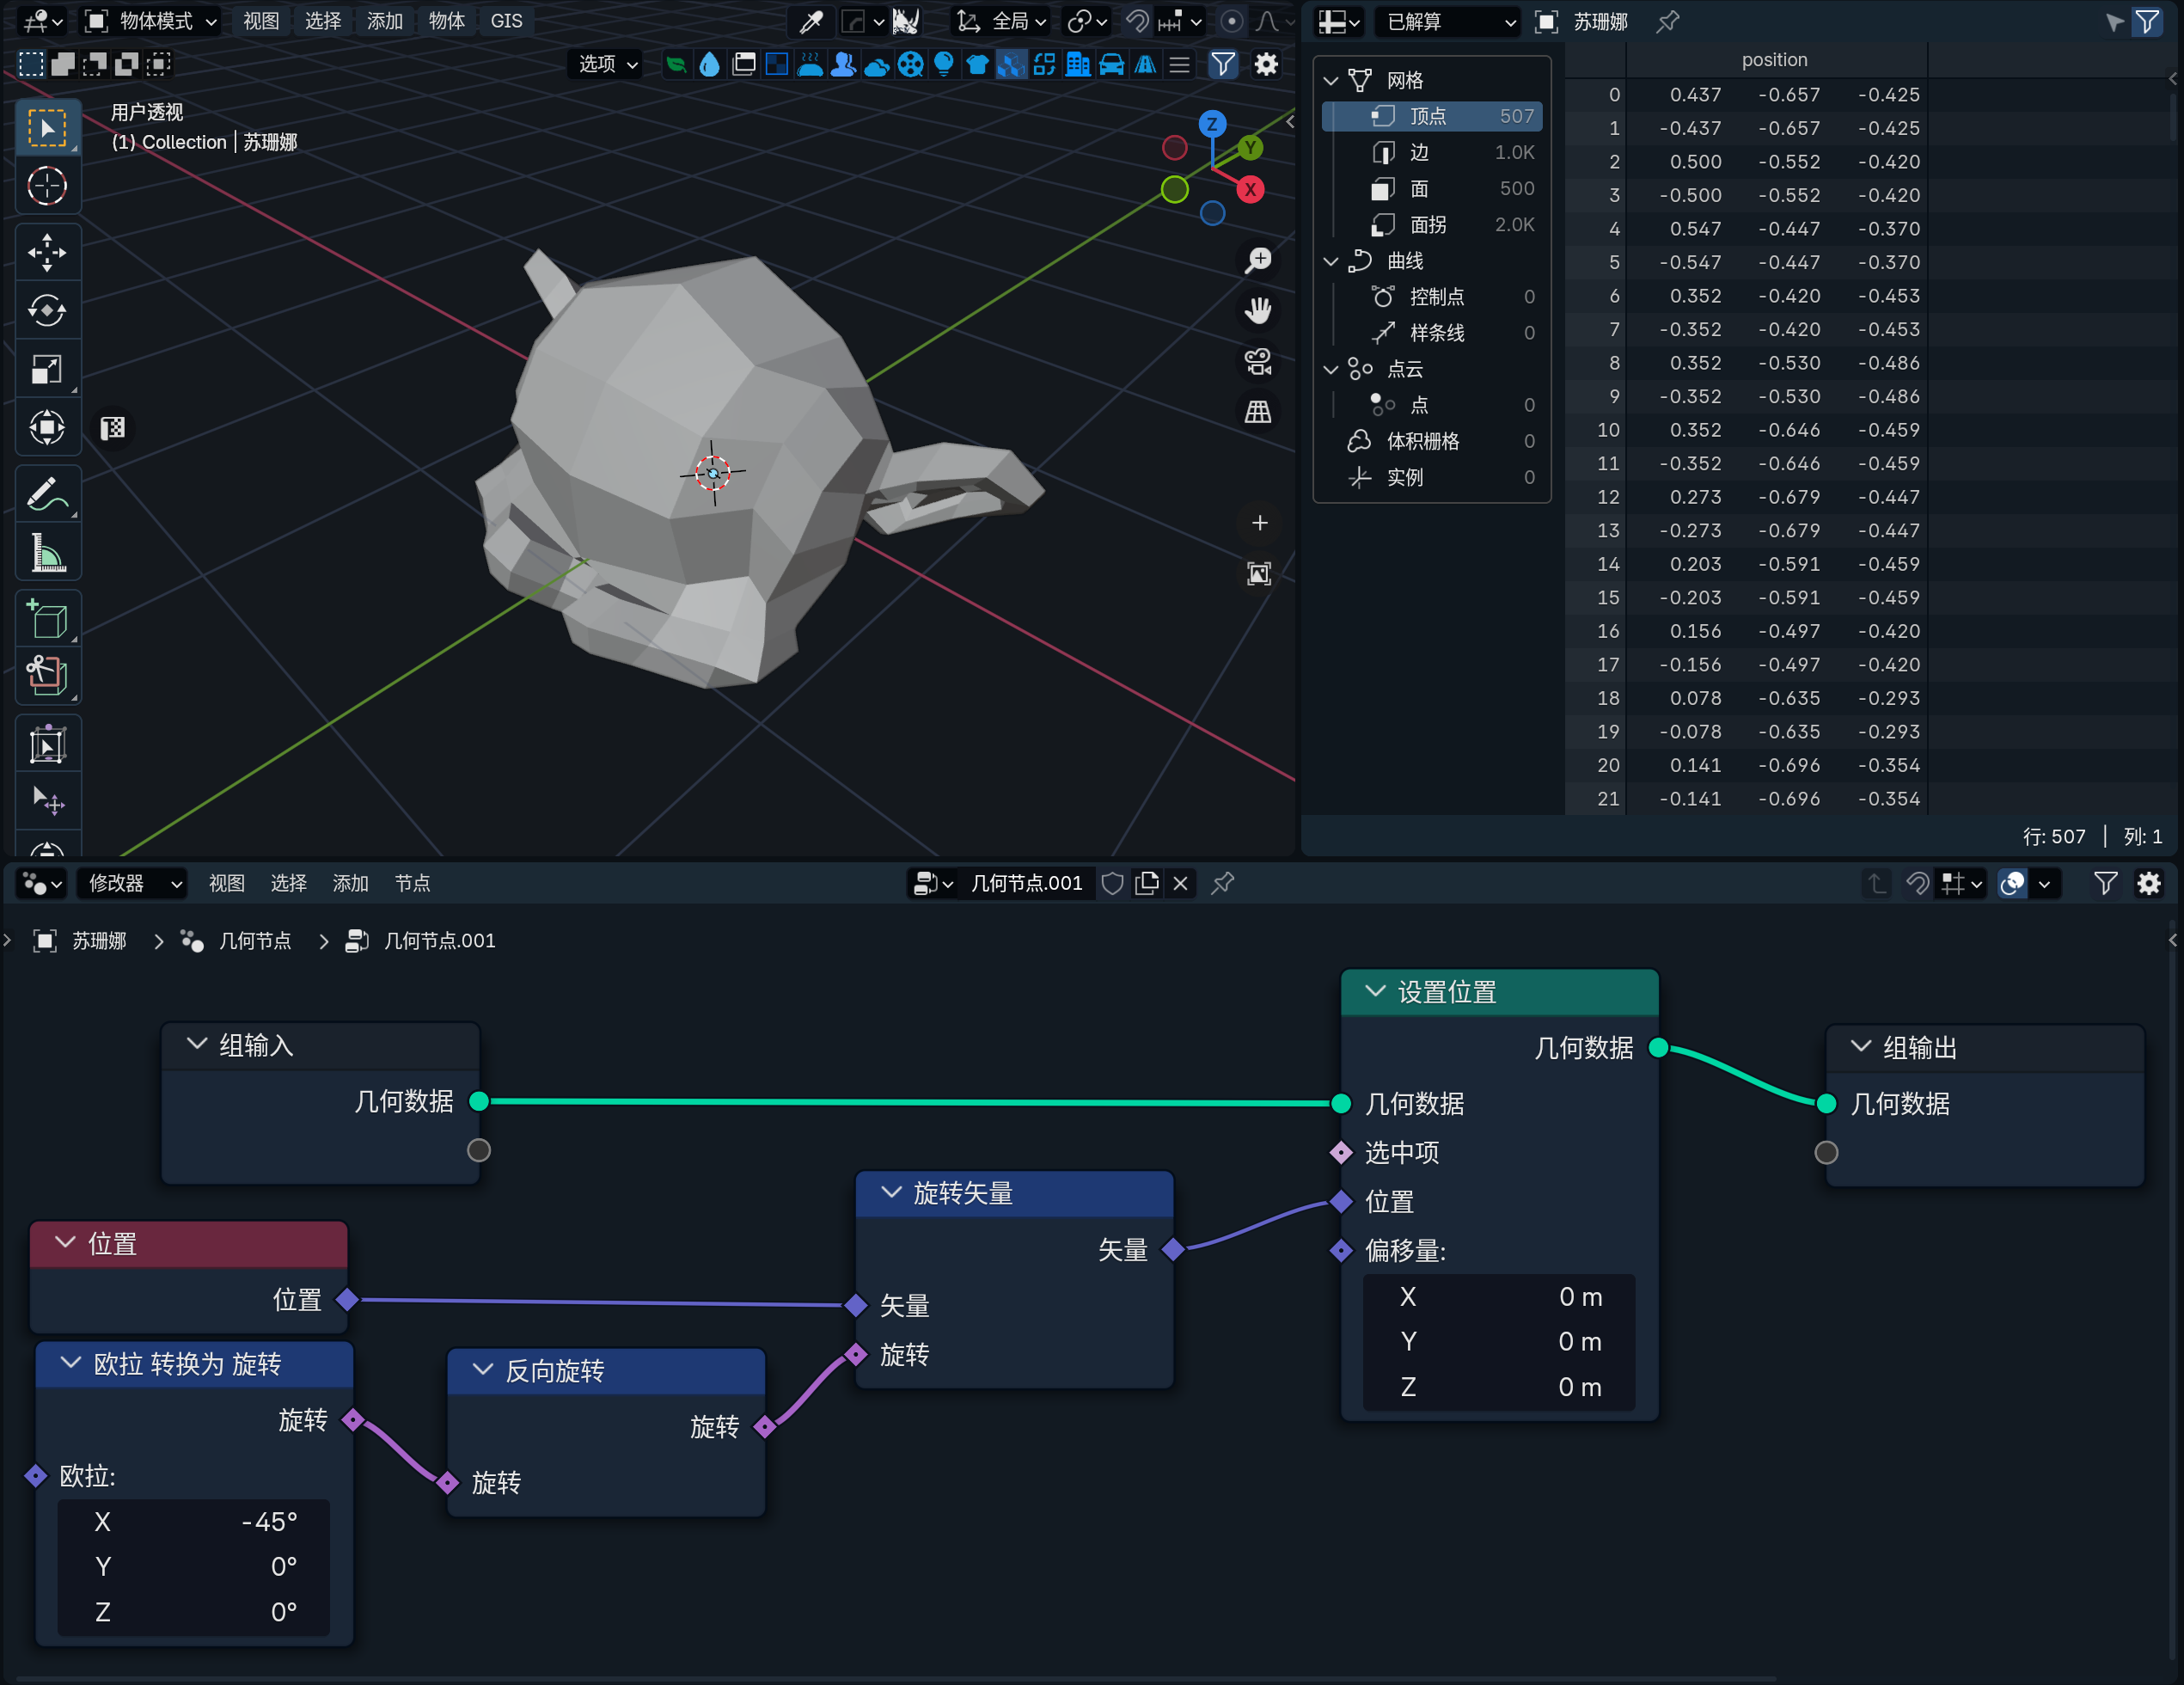 物体模式 视图 选择 添加 物体 GIS 全局
选项
用户透视
(1) Collection | 苏珊娜
Z
Y
X
已解算 苏珊娜
网格
顶点 507
边 1.0K
面 500
面拐 2.0K
曲线
控制点 0
样条线 0
点云
点 0
体积栅格 0
实例 0
position
0 0.437 -0.657 -0.425
1 -0.437 -0.657 -0.425
2 0.500 -0.552 -0.420
3 -0.500 -0.552 -0.420
4 0.547 -0.447 -0.370
5 -0.547 -0.447 -0.370
6 0.352 -0.420 -0.453
7 -0.352 -0.420 -0.453
8 0.352 -0.530 -0.486
9 -0.352 -0.530 -0.486
10 0.352 -0.646 -0.459
11 -0.352 -0.646 -0.459
12 0.273 -0.679 -0.447
13 -0.273 -0.679 -0.447
14 0.203 -0.591 -0.459
15 -0.203 -0.591 -0.459
16 0.156 -0.497 -0.420
17 -0.156 -0.497 -0.420
18 0.078 -0.635 -0.293
19 -0.078 -0.635 -0.293
20 0.141 -0.696 -0.354
21 -0.141 -0.696 -0.354
行: 507 | 列: 1
修改器 视图 选择 添加 节点 几何节点.001
苏珊娜 > 几何节点 > 几何节点.001
组输入
几何数据
位置
位置
欧拉 转换为 旋转
旋转
欧拉:
X -45°
Y 0°
Z 0°
反向旋转
旋转
旋转
旋转矢量
矢量
矢量
旋转
设置位置
几何数据
几何数据
选中项
位置
偏移量:
X 0 m
Y 0 m
Z 0 m
组输出
几何数据